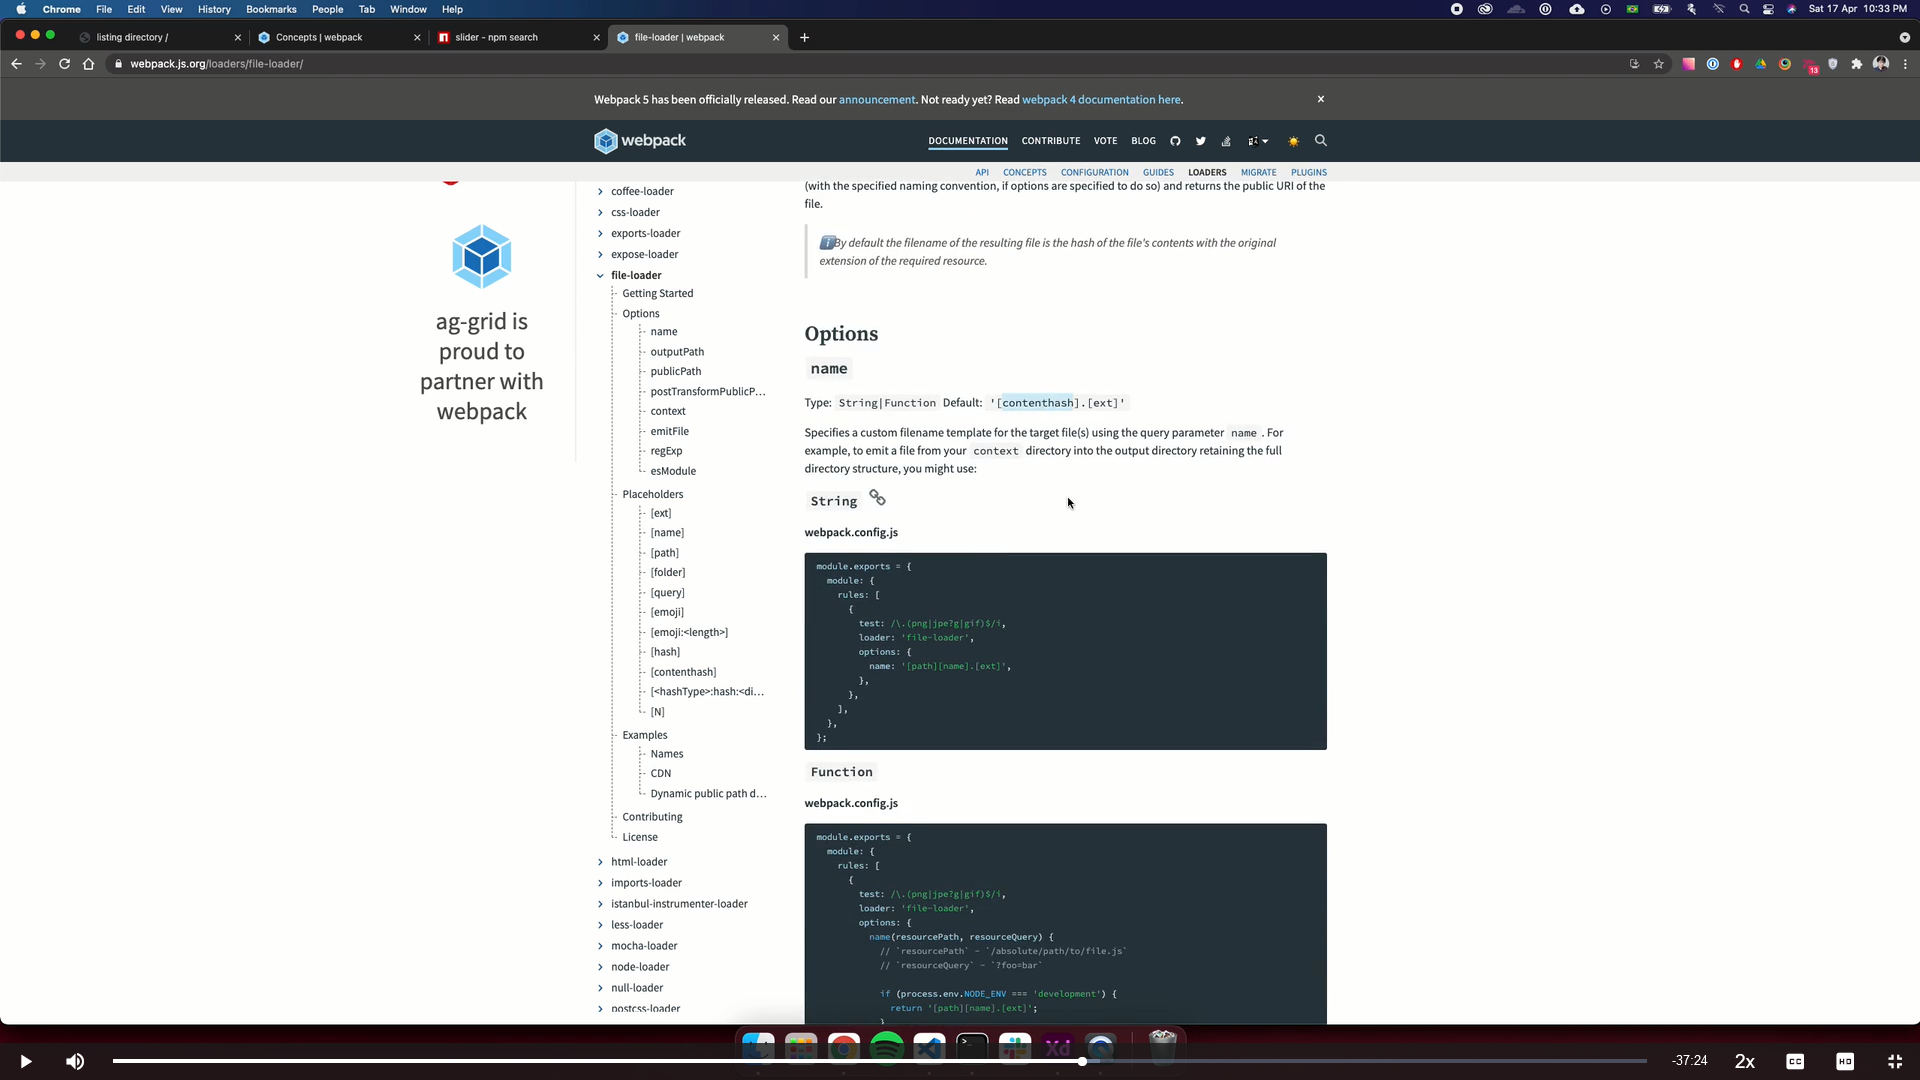 Chrome File Edit View History Bookmarks People Tab Window Help
Sat 17 Apr 10:33 PM
listing directory /
Concepts | webpack
slider - npm search
file-loader | webpack
webpack.js.org/loaders/file-loader/
13
Webpack 5 has been officially released. Read our announcement. Not ready yet? Read webpack 4 documentation here.
webpack
DOCUMENTATION CONTRIBUTE VOTE BLOG
API CONCEPTS CONFIGURATION GUIDES LOADERS MIGRATE PLUGINS
ag-grid is
proud to
partner with
webpack
coffee-loader
css-loader
exports-loader
expose-loader
file-loader
Getting Started
Options
name
outputPath
publicPath
postTransformPublicP...
context
emitFile
regExp
esModule
Placeholders
[ext]
[name]
[path]
[folder]
[query]
[emoji]
[emoji:<length>]
[hash]
[contenthash]
[<hashType>:hash:<di...
[N]
Examples
Names
CDN
Dynamic public path d...
Contributing
License
html-loader
imports-loader
istanbul-instrumenter-loader
less-loader
mocha-loader
node-loader
null-loader
postcss-loader
(with the specified naming convention, if options are specified to do so) and returns the public URI of the
file.
By default the filename of the resulting file is the hash of the file's contents with the original
extension of the required resource.
Options
name
Type: String|Function Default: '[contenthash].[ext]'
Specifies a custom filename template for the target file(s) using the query parameter name . For
example, to emit a file from your context directory into the output directory retaining the full
directory structure, you might use:
String
webpack.config.js
module.exports = {
module: {
rules: [
{
test: /\.(png|jpe?g|gif)$/i,
loader: 'file-loader',
options: {
name: '[path][name].[ext]',
},
},
],
},
};
Function
webpack.config.js
module.exports = {
module: {
rules: [
{
test: /\.(png|jpe?g|gif)$/i,
loader: 'file-loader',
options: {
name(resourcePath, resourceQuery) {
// `resourcePath` - `/absolute/path/to/file.js`
// `resourceQuery` - `?foo=bar`
if (process.env.NODE_ENV === 'development') {
return '[path][name].[ext]';
}
Xd
-37:24
2x
CC
HD